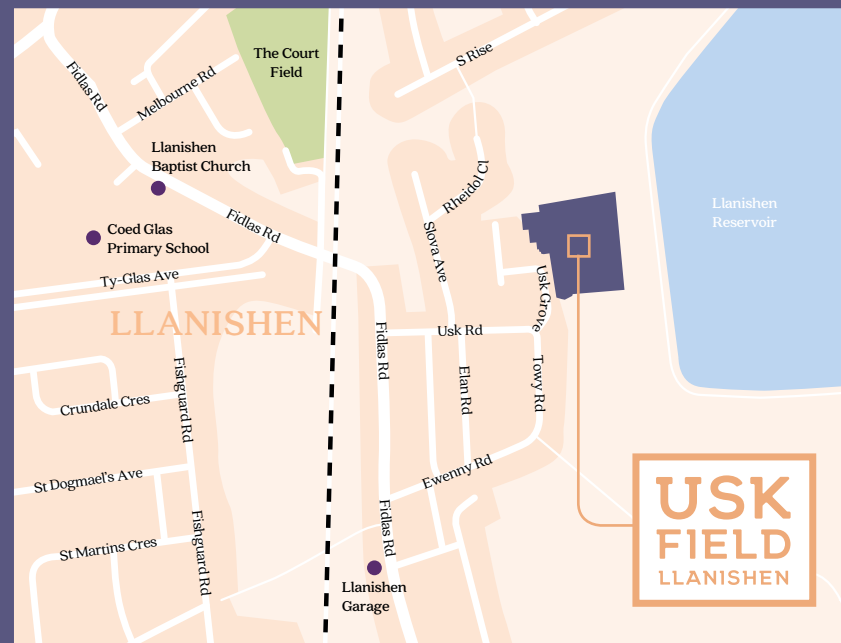 The Court
Field
S Rise
Fidlas Rd
Melbourne Rd
Llanishen
Baptist Church
Rheidol Cl
Llanishen
Reservoir
Coed Glas
Primary School
Fidlas Rd
Slova Ave
Ty-Glas Ave
Usk Grove
LLANISHEN
Usk Rd
Fidlas Rd
Fishguard Rd
Elan Rd
Towy Rd
Crundale Cres
Ewenny Rd
St Dogmael's Ave
USK
FIELD
LLANISHEN
Fishguard Rd
Fidlas Rd
St Martins Cres
Llanishen
Garage